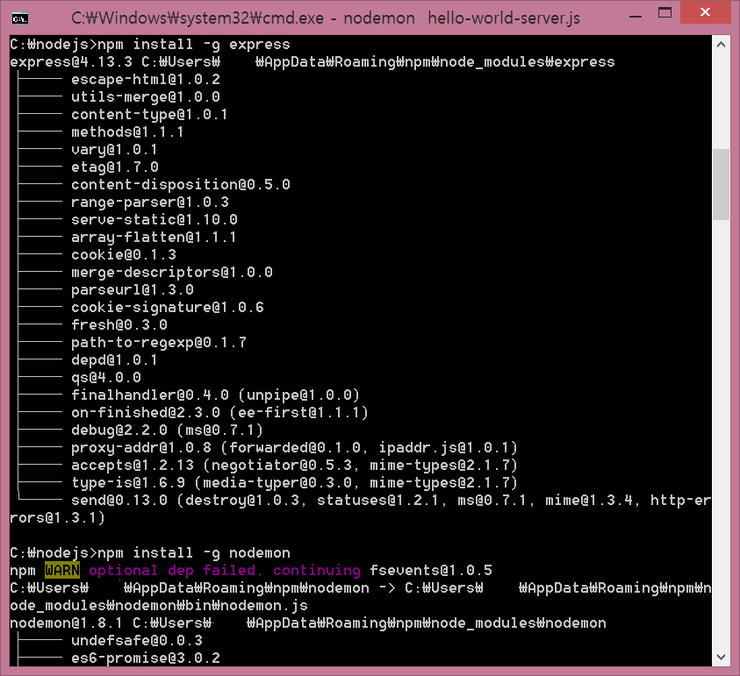 C:₩Windows₩system32₩cmd.exe - nodemon  hello-world-server.js
C:₩nodejs>npm install -g express
express@4.13.3 C:₩Users₩    ₩AppData₩Roaming₩npm₩node_modules₩express
├── escape-html@1.0.2
├── utils-merge@1.0.0
├── content-type@1.0.1
├── methods@1.1.1
├── vary@1.0.1
├── etag@1.7.0
├── content-disposition@0.5.0
├── range-parser@1.0.3
├── serve-static@1.10.0
├── array-flatten@1.1.1
├── cookie@0.1.3
├── merge-descriptors@1.0.0
├── parseurl@1.3.0
├── cookie-signature@1.0.6
├── fresh@0.3.0
├── path-to-regexp@0.1.7
├── depd@1.0.1
├── qs@4.0.0
├── finalhandler@0.4.0 (unpipe@1.0.0)
├── on-finished@2.3.0 (ee-first@1.1.1)
├── debug@2.2.0 (ms@0.7.1)
├── proxy-addr@1.0.8 (forwarded@0.1.0, ipaddr.js@1.0.1)
├── accepts@1.2.13 (negotiator@0.5.3, mime-types@2.1.7)
├── type-is@1.6.9 (media-typer@0.3.0, mime-types@2.1.7)
└── send@0.13.0 (destroy@1.0.3, statuses@1.2.1, ms@0.7.1, mime@1.3.4, http-er
rors@1.3.1)
C:₩nodejs>npm install -g nodemon
npm WARN optional dep failed, continuing fsevents@1.0.5
C:₩Users₩    ₩AppData₩Roaming₩npm₩nodemon -> C:₩Users₩    ₩AppData₩Roaming₩npm₩n
ode_modules₩nodemon₩bin₩nodemon.js
nodemon@1.8.1 C:₩Users₩    ₩AppData₩Roaming₩npm₩node_modules₩nodemon
├── undefsafe@0.0.3
├── es6-promise@3.0.2